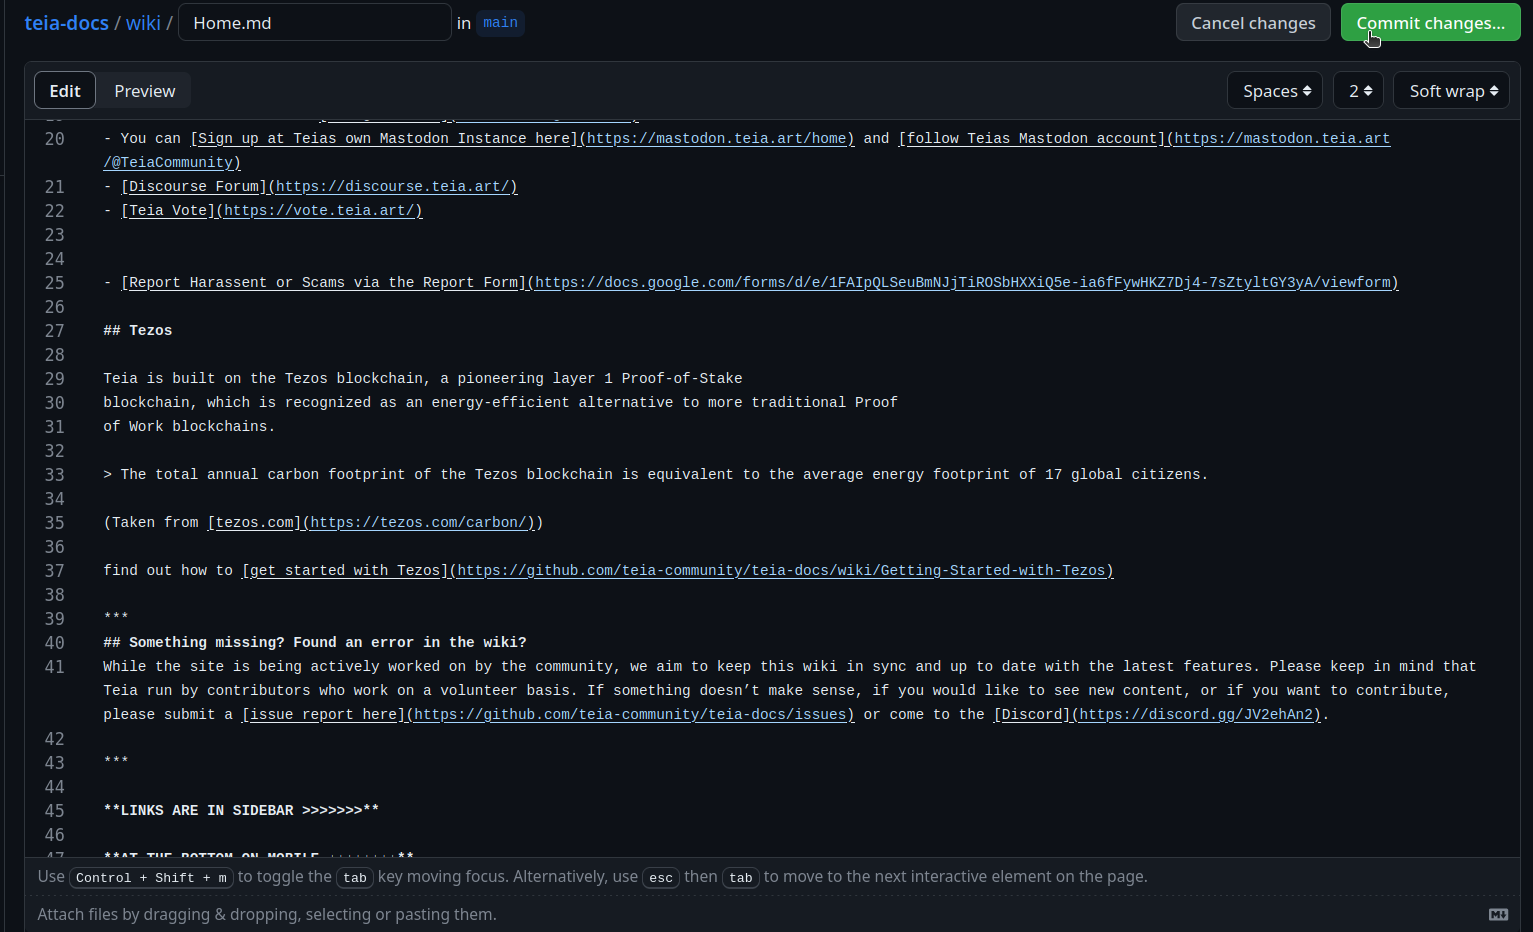 teia-docs / wiki / Home.md in main Cancel changes Commit changes...
Edit Preview Spaces 2 Soft wrap
20 - You can [Sign up at Teias own Mastodon Instance here](https://mastodon.teia.art/home) and [follow Teias Mastodon account](https://mastodon.teia.art
/@TeiaCommunity)
21 - [Discourse Forum](https://discourse.teia.art/)
22 - [Teia Vote](https://vote.teia.art/)
23
24
25 - [Report Harassent or Scams via the Report Form](https://docs.google.com/forms/d/e/1FAIpQLSeuBmNJjTiROSbHXXiQ5e-ia6fFywHKZ7Dj4-7sZtyltGY3yA/viewform)
26
27 ## Tezos
28
29 Teia is built on the Tezos blockchain, a pioneering layer 1 Proof-of-Stake
30 blockchain, which is recognized as an energy-efficient alternative to more traditional Proof
31 of Work blockchains.
32
33 > The total annual carbon footprint of the Tezos blockchain is equivalent to the average energy footprint of 17 global citizens.
34
35 (Taken from [tezos.com](https://tezos.com/carbon/))
36
37 find out how to [get started with Tezos](https://github.com/teia-community/teia-docs/wiki/Getting-Started-with-Tezos)
38
39 ***
40 ## Something missing? Found an error in the wiki?
41 While the site is being actively worked on by the community, we aim to keep this wiki in sync and up to date with the latest features. Please keep in mind that
Teia run by contributors who work on a volunteer basis. If something doesn’t make sense, if you would like to see new content, or if you want to contribute,
please submit a [issue report here](https://github.com/teia-community/teia-docs/issues) or come to the [Discord](https://discord.gg/JV2ehAn2).
42
43 ***
44
45 **LINKS ARE IN SIDEBAR >>>>>>>**
46
47 **AT THE BOTTOM ON MOBILE
Use Control + Shift + m to toggle the tab key moving focus. Alternatively, use esc then tab to move to the next interactive element on the page.
Attach files by dragging & dropping, selecting or pasting them.